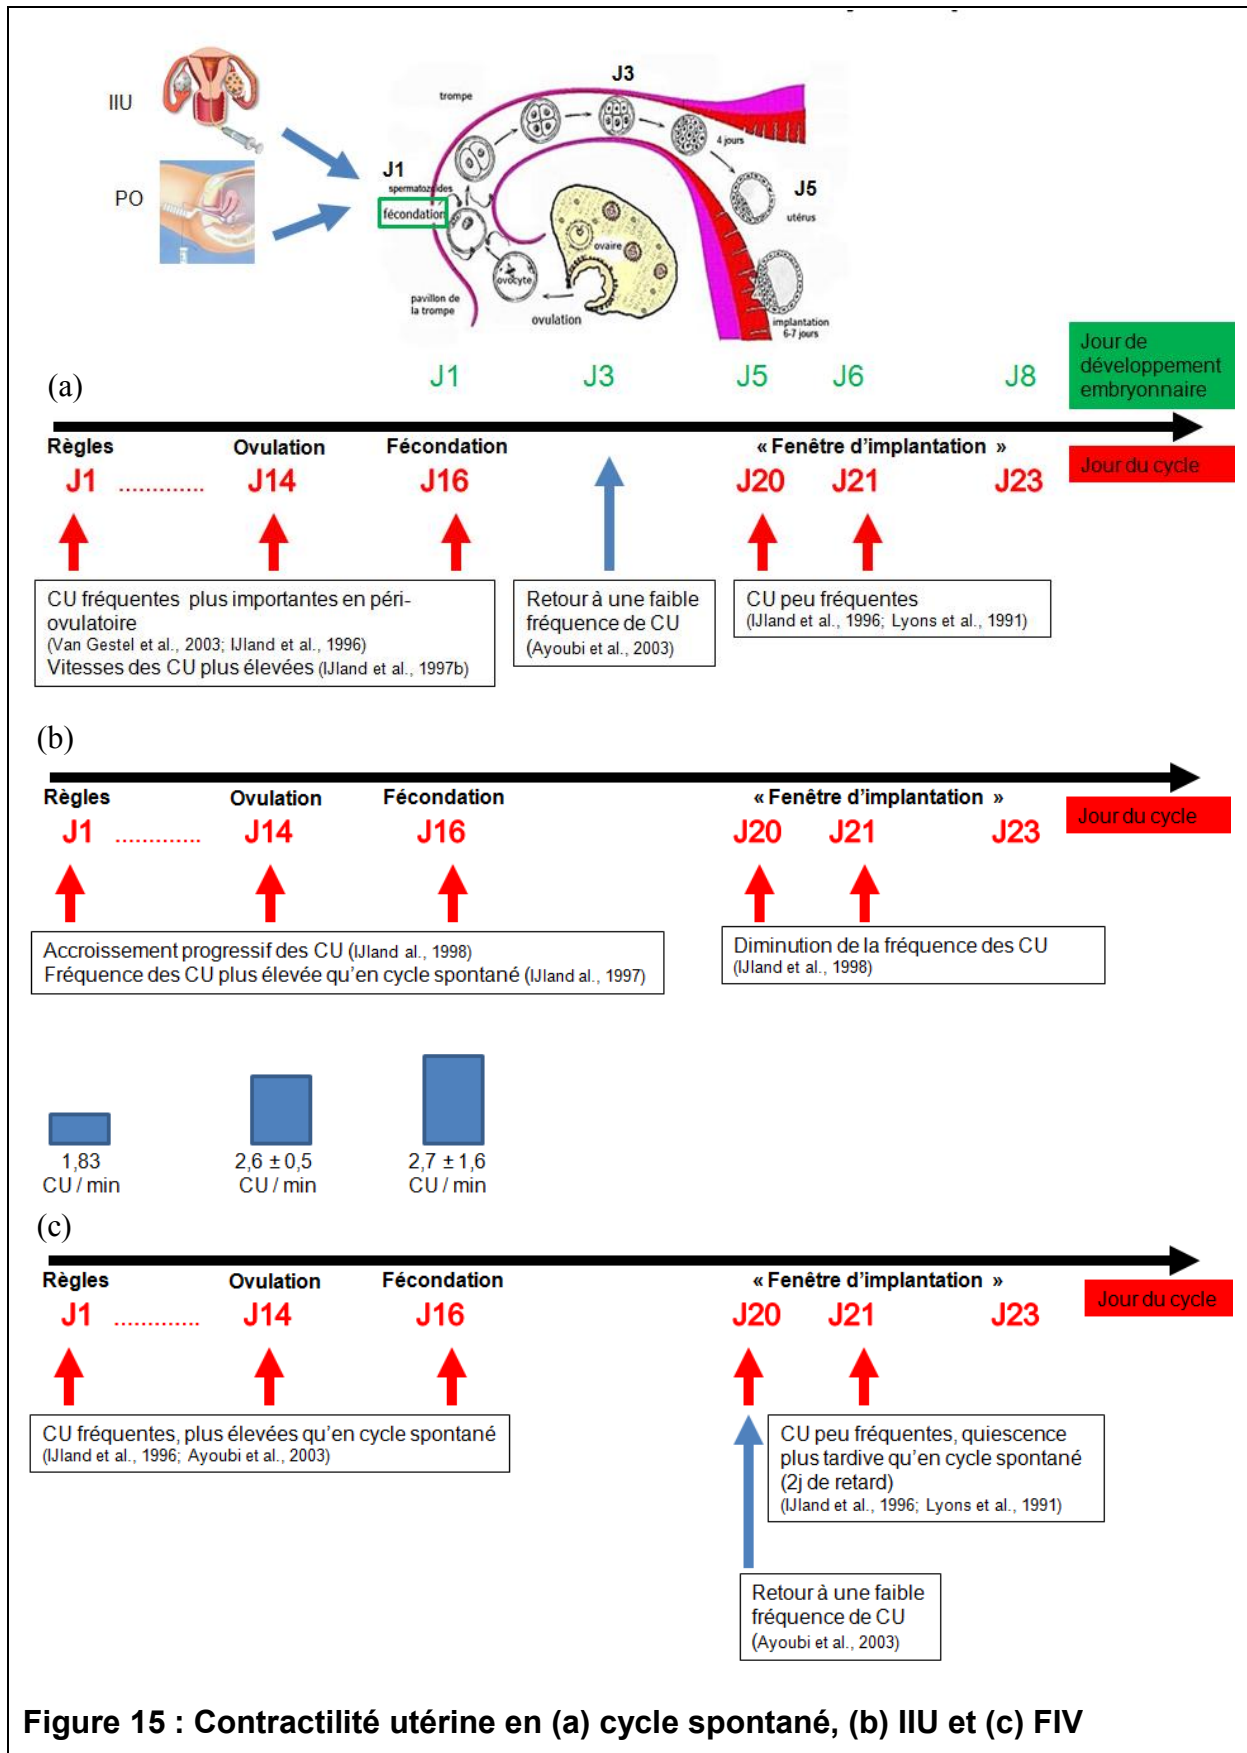 IIU
PO
J3
trompe
4 jours
J1
spermatozoïdes
fécondation
J5
utérus
ovaire
ovocyte
pavillon de
la trompe
ovulation
implantation
6-7 jours
(a)
J1 J3 J5 J6 J8
Jour de
développement
embryonnaire
Règles Ovulation Fécondation « Fenêtre d'implantation »
J1 ............. J14 J16 J20 J21 J23
Jour du cycle
CU fréquentes plus importantes en péri-
ovulatoire
(Van Gestel et al., 2003; IJland et al., 1996)
Vitesses des CU plus élevées (IJland et al., 1997b)
Retour à une faible
fréquence de CU
(Ayoubi et al., 2003)
CU peu fréquentes
(IJland et al., 1996; Lyons et al., 1991)
(b)
Règles Ovulation Fécondation « Fenêtre d'implantation »
J1 ............. J14 J16 J20 J21 J23
Jour du cycle
Accroissement progressif des CU (IJland al., 1998)
Fréquence des CU plus élevée qu'en cycle spontané (IJland al., 1997)
Diminution de la fréquence des CU
(IJland et al., 1998)
1,83
CU / min
2,6 ± 0,5
CU / min
2,7 ± 1,6
CU / min
(c)
Règles Ovulation Fécondation « Fenêtre d'implantation »
J1 ............. J14 J16 J20 J21 J23
Jour du cycle
CU fréquentes, plus élevées qu'en cycle spontané
(IJland et al., 1996; Ayoubi et al., 2003)
CU peu fréquentes, quiescence
plus tardive qu'en cycle spontané
(2j de retard)
(IJland et al., 1996; Lyons et al., 1991)
Retour à une faible
fréquence de CU
(Ayoubi et al., 2003)
Figure 15 : Contractilité utérine en (a) cycle spontané, (b) IIU et (c) FIV